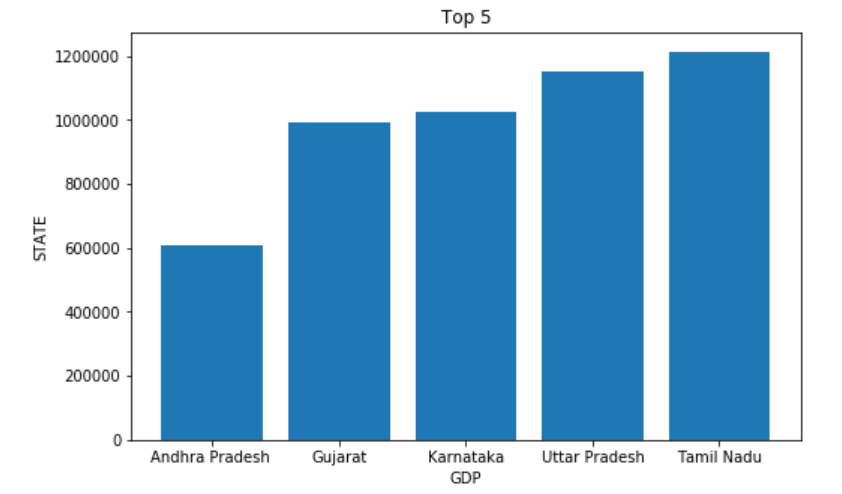 Top 5
1200000
1000000
800000
600000
400000
200000
0
STATE
Andhra Pradesh Gujarat Karnataka Uttar Pradesh Tamil Nadu
GDP